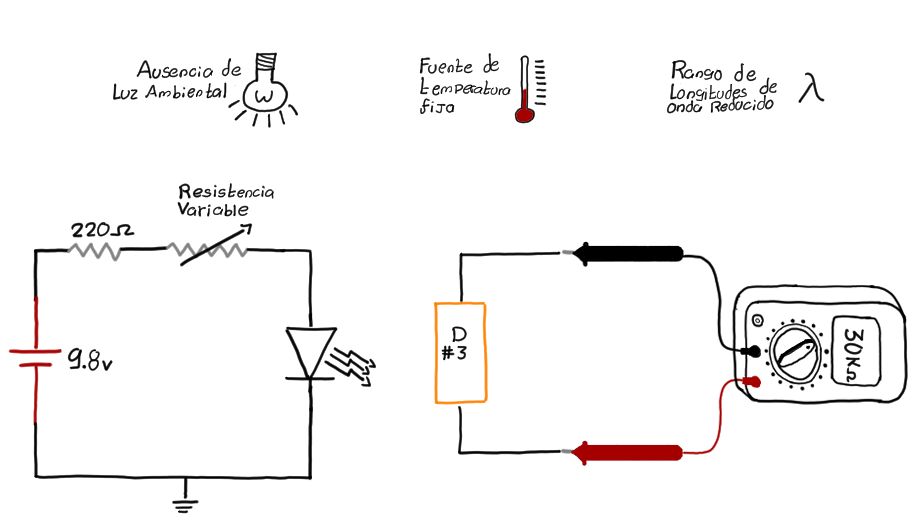 Ausencia de
Luz Ambiental
Fuente de
temperatura
fija
Rango de
Longitudes de
onda Reducido
λ
Resistencia
Variable
220Ω
9.8v
D
#3
30KΩ